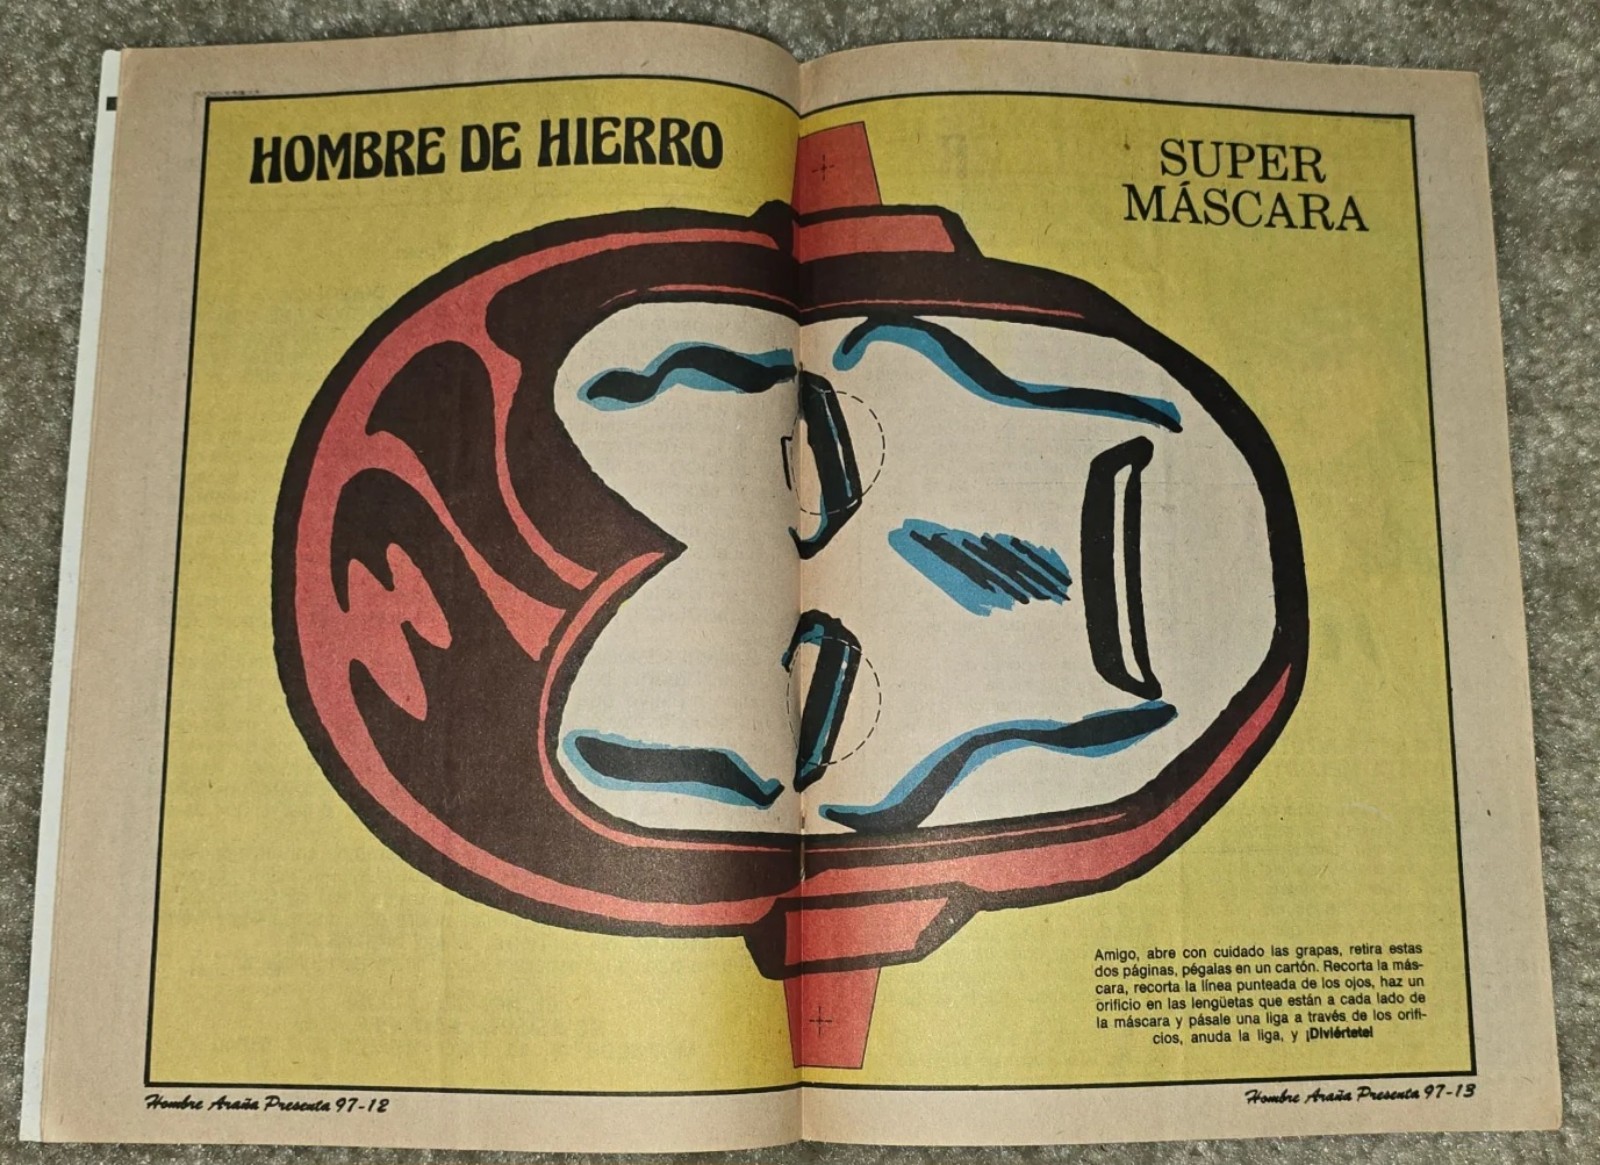 HOMBRE DE HIERRO
SUPER
MÁSCARA
Amigo, abre con cuidado las grapas, retira estas
dos páginas, pégalas en un cartón. Recorta la más-
cara, recorta la línea punteada de los ojos, haz un
orificio en las lengüetas que están a cada lado de
la máscara y pásale una liga a través de los orifi-
cios, anuda la liga, y ¡Diviértete!
Hombre Araña Presenta 97-12
Hombre Araña Presenta 97-13